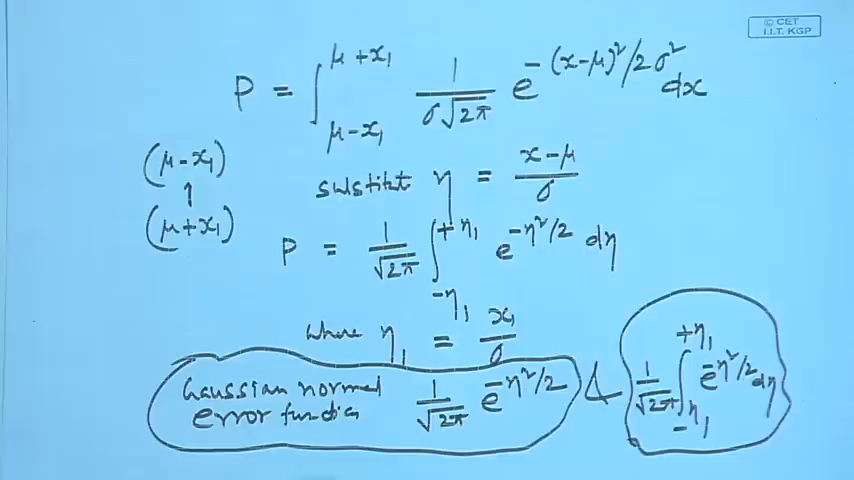 © CET
I.I.T. KGP
P = ∫_{μ-x₁}^{μ+x₁} 1/(σ√2π) e^{-(x-μ)²/2σ²} dx
(μ-x₁)
↑
(μ+x₁)
substitut η = (x-μ)/σ
P = 1/√2π ∫_{-η₁}^{+η₁} e^{-η²/2} dη
where η₁ = x₁/σ
Gaussian normal
error function 1/√2π e^{-η²/2}
1/√2π ∫_{-η₁}^{+η₁} e^{-η²/2} dη